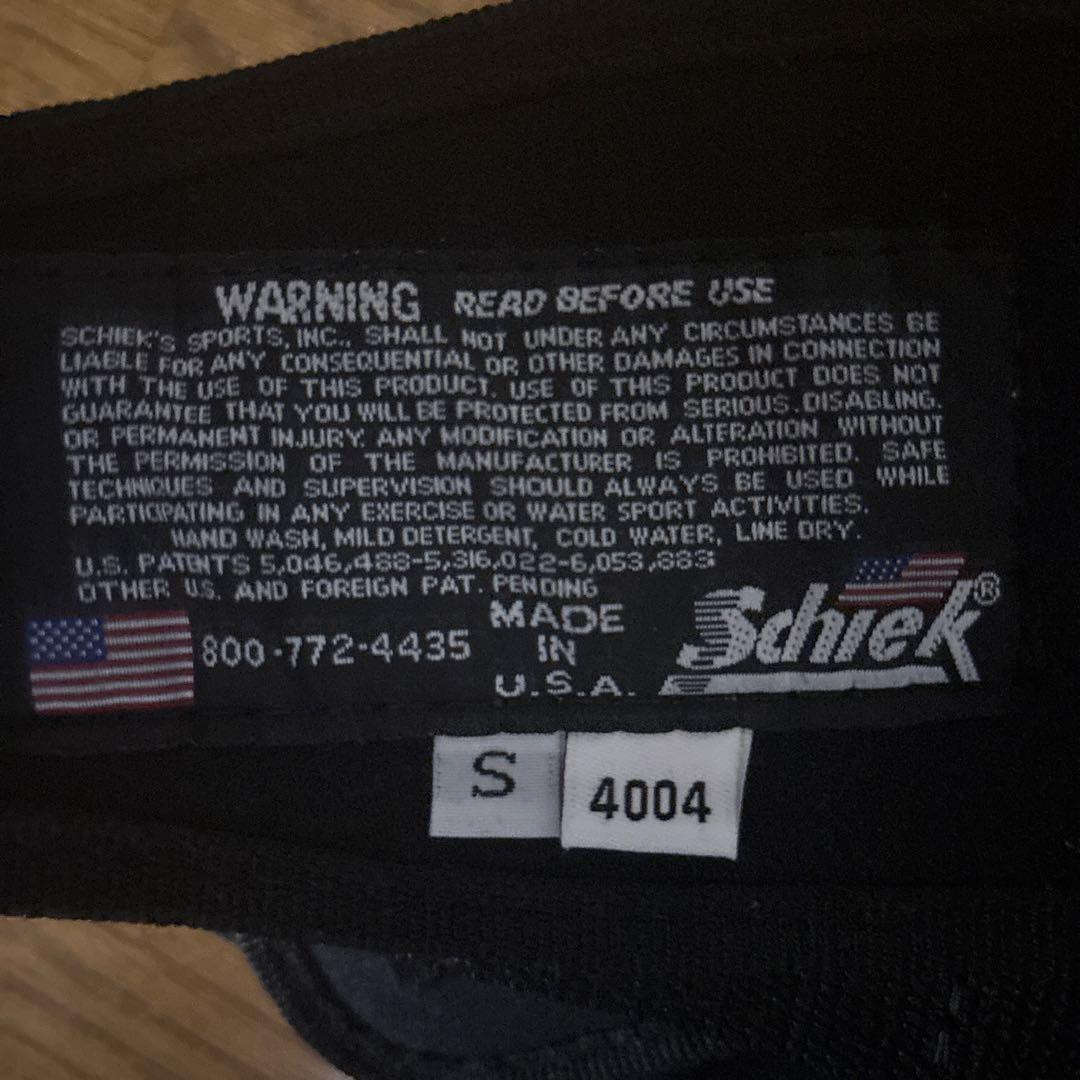 WARNING READ BEFORE USE
SCHIEK'S SPORTS, INC., SHALL NOT UNDER ANY CIRCUMSTANCES BE
LIABLE FOR ANY CONSEQUENTIAL OR OTHER DAMAGES IN CONNECTION
WITH THE USE OF THIS PRODUCT. USE OF THIS PRODUCT DOES NOT
GUARANTEE THAT YOU WILL BE PROTECTED FROM SERIOUS. DISABLING.
OR PERMANENT INJURY. ANY MODIFICATION OR ALTERATION WITHOUT
THE PERMISSION OF THE MANUFACTURER IS PROHIBITED. SAFE
TECHNIQUES AND SUPERVISION SHOULD ALWAYS BE USED WHILE
PARTICIPATING IN ANY EXERCISE OR WATER SPORT ACTIVITIES.
HAND WASH, MILD DETERGENT, COLD WATER, LINE DRY.
U.S. PATENTS 5,046,488-5,316,022-6,053,883
OTHER U.S. AND FOREIGN PAT. PENDING
800-772-4435
MADE
IN
U.S.A.
Schiek®
S
4004